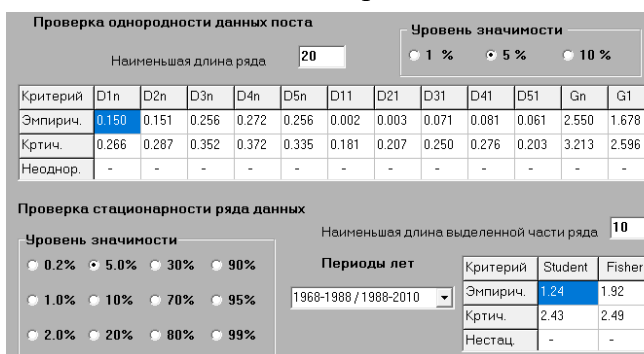 Проверка однородности данных поста
Уровень значимости
Наименьшая длина ряда 20
1 % 5 % 10 %
Критерий D1n D2n D3n D4n D5n D11 D21 D31 D41 D51 Gn G1
Эмпирич. 0.150 0.151 0.256 0.272 0.256 0.002 0.003 0.071 0.081 0.061 2.550 1.678
Кртич. 0.266 0.287 0.352 0.372 0.335 0.181 0.207 0.250 0.276 0.203 3.213 2.596
Неоднор. - - - - - - - - - - - -
Проверка стационарности ряда данных
Наименьшая длина выделенной части ряда 10
Уровень значимости
Периоды лет
0.2% 5.0% 30% 90%
1.0% 10% 70% 95%
2.0% 20% 80% 99%
1968-1988 / 1988-2010
Критерий Student Fisher
Эмпирич. 1.24 1.92
Кртич. 2.43 2.49
Нестац. - -